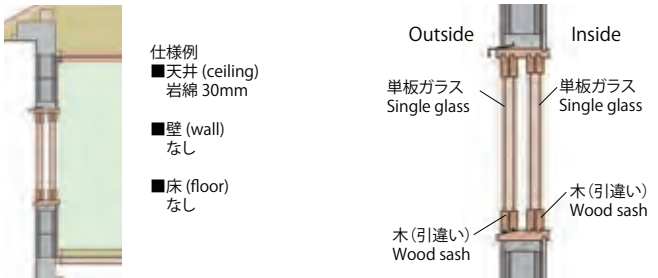 仕様例
■天井 (ceiling)
岩綿 30mm
■壁 (wall)
なし
■床 (floor)
なし
Outside
Inside
単板ガラス
Single glass
単板ガラス
Single glass
木（引違い）
Wood sash
木（引違い）
Wood sash